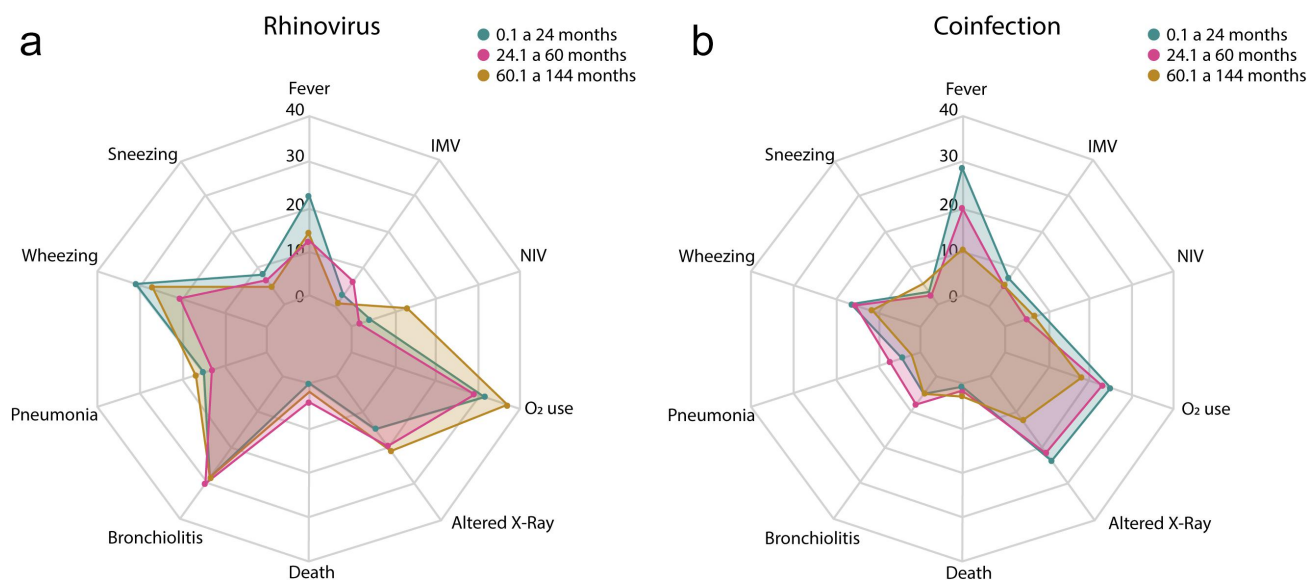 a
Rhinovirus
0.1 a 24 months
24.1 a 60 months
60.1 a 144 months
Fever
40
30
20
10
0
IMV
NIV
O₂ use
Altered X-Ray
Death
Bronchiolitis
Pneumonia
Wheezing
Sneezing
b
Coinfection
0.1 a 24 months
24.1 a 60 months
60.1 a 144 months
Fever
40
30
20
10
0
IMV
NIV
O₂ use
Altered X-Ray
Death
Bronchiolitis
Pneumonia
Wheezing
Sneezing